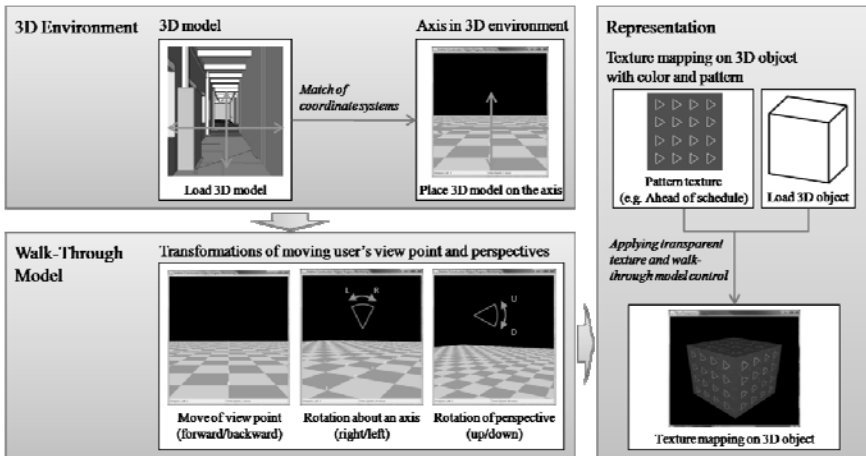 3D Environment
3D model
Axis in 3D environment
Match of
coordinate systems
Load 3D model
Place 3D model on the axis
Walk-Through
Model
Transformations of moving user's view point and perspectives
L R
U
D
Move of view point
(forward/backward)
Rotation about an axis
(right/left)
Rotation of perspective
(up/down)
Representation
Texture mapping on 3D object
with color and pattern
Pattern texture
(e.g. Ahead of schedule)
Load 3D object
Applying transparent
texture and walk-
through model control
Texture mapping on 3D object